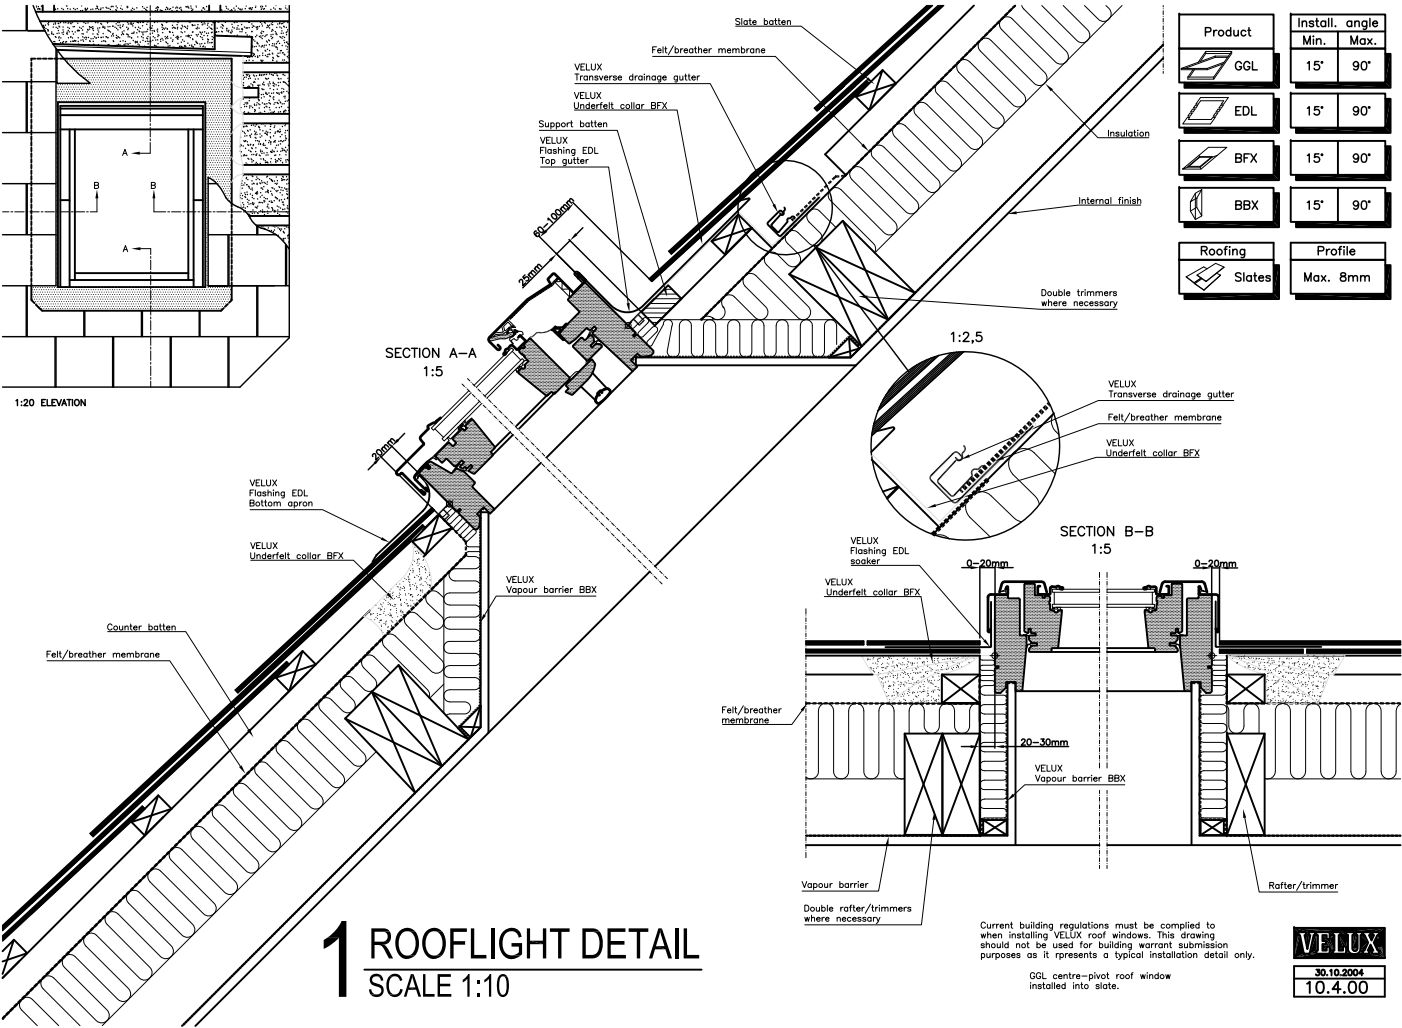 A
B
B
A
1:20 ELEVATION
Slate batten
Felt/breather membrane
VELUX
Transverse drainage gutter
VELUX
Underfelt collar BFX
Support batten
VELUX
Flashing EDL
Top gutter
60-100mm
25mm
Insulation
Internal finish
Double trimmers
where necessary
SECTION A-A
1:5
20mm
VELUX
Flashing EDL
Bottom apron
VELUX
Underfelt collar BFX
VELUX
Vapour barrier BBX
Counter batten
Felt/breather membrane
1:2,5
VELUX
Transverse drainage gutter
Felt/breather membrane
VELUX
Underfelt collar BFX
Product
Install. angle
Min. Max.
GGL 15° 90°
EDL 15° 90°
BFX 15° 90°
BBX 15° 90°
Roofing Profile
Slates Max. 8mm
SECTION B-B
1:5
VELUX
Flashing EDL
soaker
VELUX
Underfelt collar BFX
0-20mm
0-20mm
Felt/breather
membrane
20-30mm
VELUX
Vapour barrier BBX
Vapour barrier
Double rafter/trimmers
where necessary
Rafter/trimmer
1 ROOFLIGHT DETAIL
SCALE 1:10
Current building regulations must be complied to
when installing VELUX roof windows. This drawing
should not be used for building warrant submission
purposes as it rpresents a typical installation detail only.
GGL centre-pivot roof window
installed into slate.
VELUX
30.10.2004
10.4.00